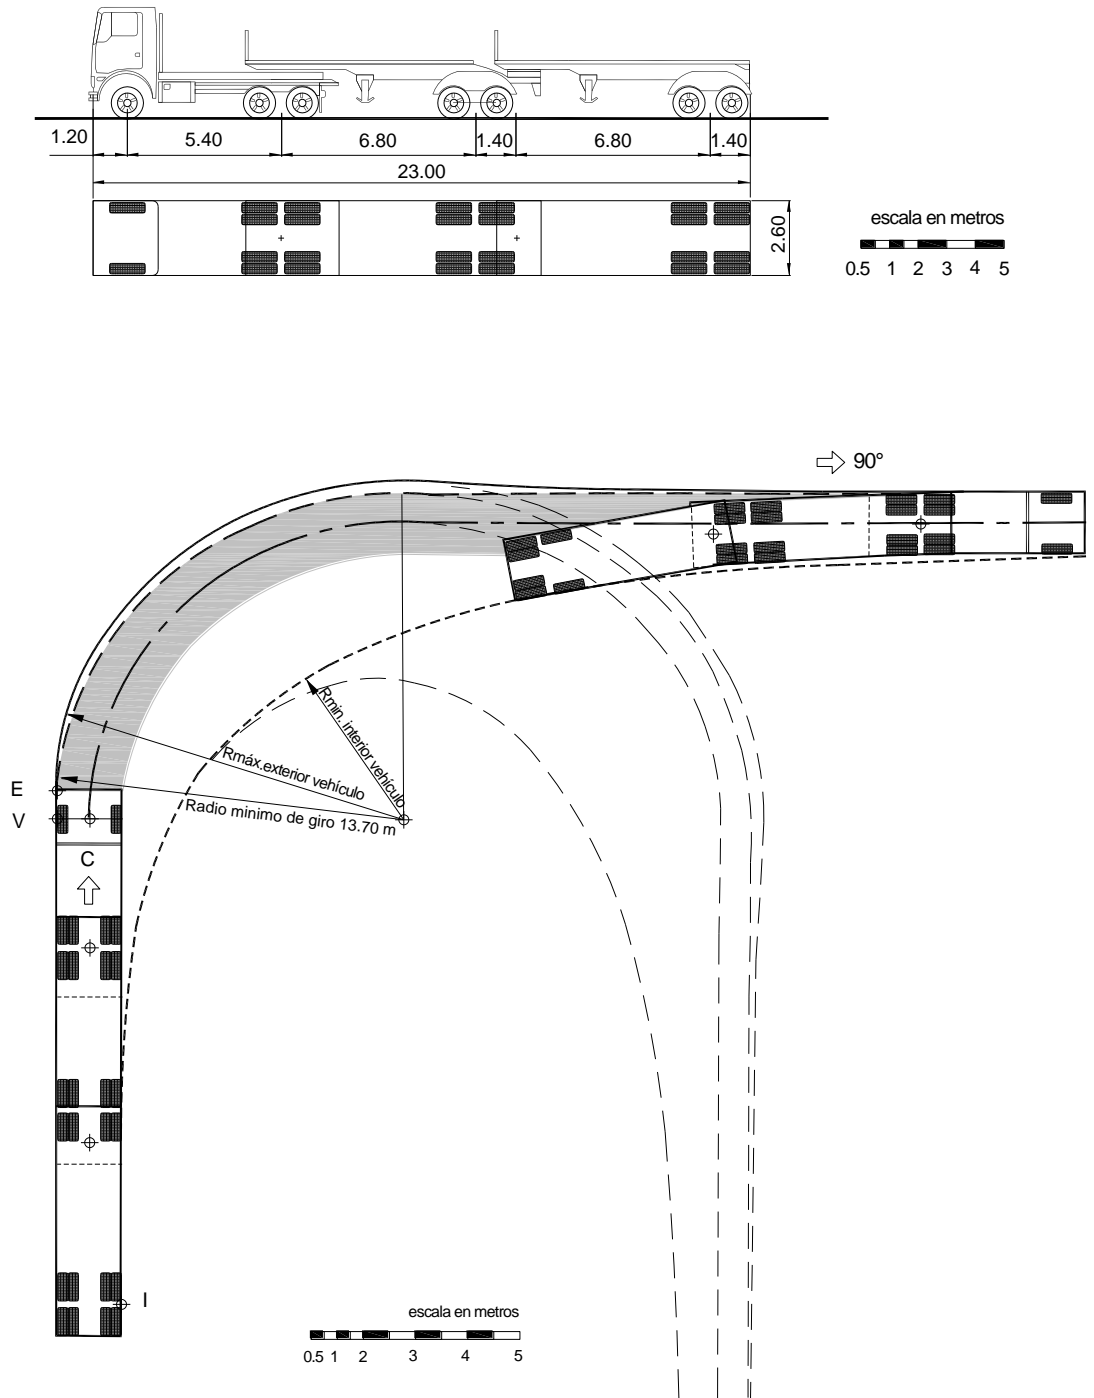 1.20
5.40
6.80
1.40
6.80
1.40
23.00
2.60
escala en metros
0.5 1 2 3 4 5
90°
Rmin. interior vehículo
Rmáx.exterior vehículo
Radio minimo de giro 13.70 m
E
V
C
I
escala en metros
0.5 1 2 3 4 5